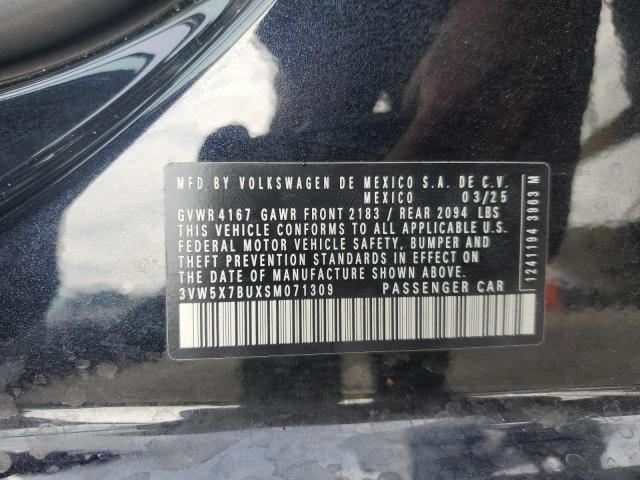 MFD BY VOLKSWAGEN DE MEXICO S.A. DE C.V.
MEXICO 03/25
GVWR 4167 GAWR FRONT 2183 / REAR 2094 LBS
THIS VEHICLE CONFORMS TO ALL APPLICABLE U.S.
FEDERAL MOTOR VEHICLE SAFETY, BUMPER AND
THEFT PREVENTION STANDARDS IN EFFECT ON
THE DATE OF MANUFACTURE SHOWN ABOVE.
3VW5X7BUXSM071309 PASSENGER CAR
1241194 3963 M